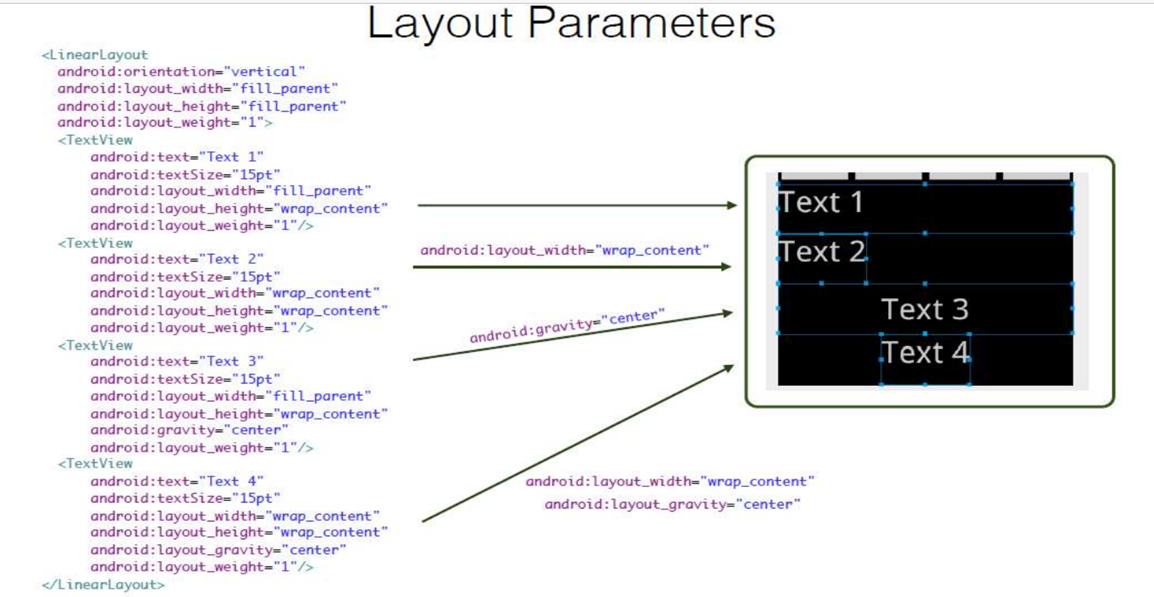 Layout Parameters
<LinearLayout
android:orientation="vertical"
android:layout_width="fill_parent"
android:layout_height="fill_parent"
android:layout_weight="1">
<TextView
android:text="Text 1"
android:textSize="15pt"
android:layout_width="fill_parent"
android:layout_height="wrap_content"
android:layout_weight="1"/>
<TextView
android:text="Text 2"
android:textSize="15pt"
android:layout_width="wrap_content"
android:layout_height="wrap_content"
android:layout_weight="1"/>
<TextView
android:text="Text 3"
android:textSize="15pt"
android:layout_width="fill_parent"
android:layout_height="wrap_content"
android:gravity="center"
android:layout_weight="1"/>
<TextView
android:text="Text 4"
android:textSize="15pt"
android:layout_width="wrap_content"
android:layout_height="wrap_content"
android:layout_gravity="center"
android:layout_weight="1"/>
</LinearLayout>
android:layout_width="wrap_content"
android:gravity="center"
android:layout_width="wrap_content"
android:layout_gravity="center"
Text 1
Text 2
Text 3
Text 4